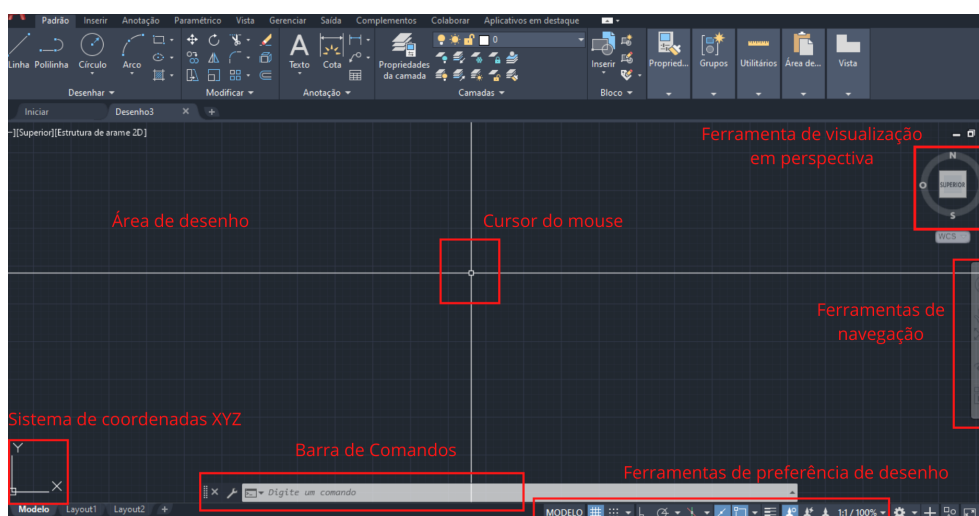 Padrão Inserir Anotação Paramétrico Vista Gerenciar Saída Complementos Colaborar Aplicativos em destaque
Linha Polilinha Círculo Arco
Texto Cota
Propriedades
da camada
0
Inserir
Propried... Grupos Utilitários Área de... Vista
Desenhar Modificar Anotação Camadas Bloco
Iniciar Desenho3 × +
][Superior][Estrutura de arame 2D]
Ferramenta de visualização
em perspectiva
N
O SUPERIOR
S
WCS
Área de desenho
Cursor do mouse
Ferramentas de
navegação
Sistema de coordenadas XYZ
Y
X
Barra de Comandos
Digite um comando
Ferramentas de preferência de desenho
Modelo Layout1 Layout2 +
MODELO 1:1 / 100%